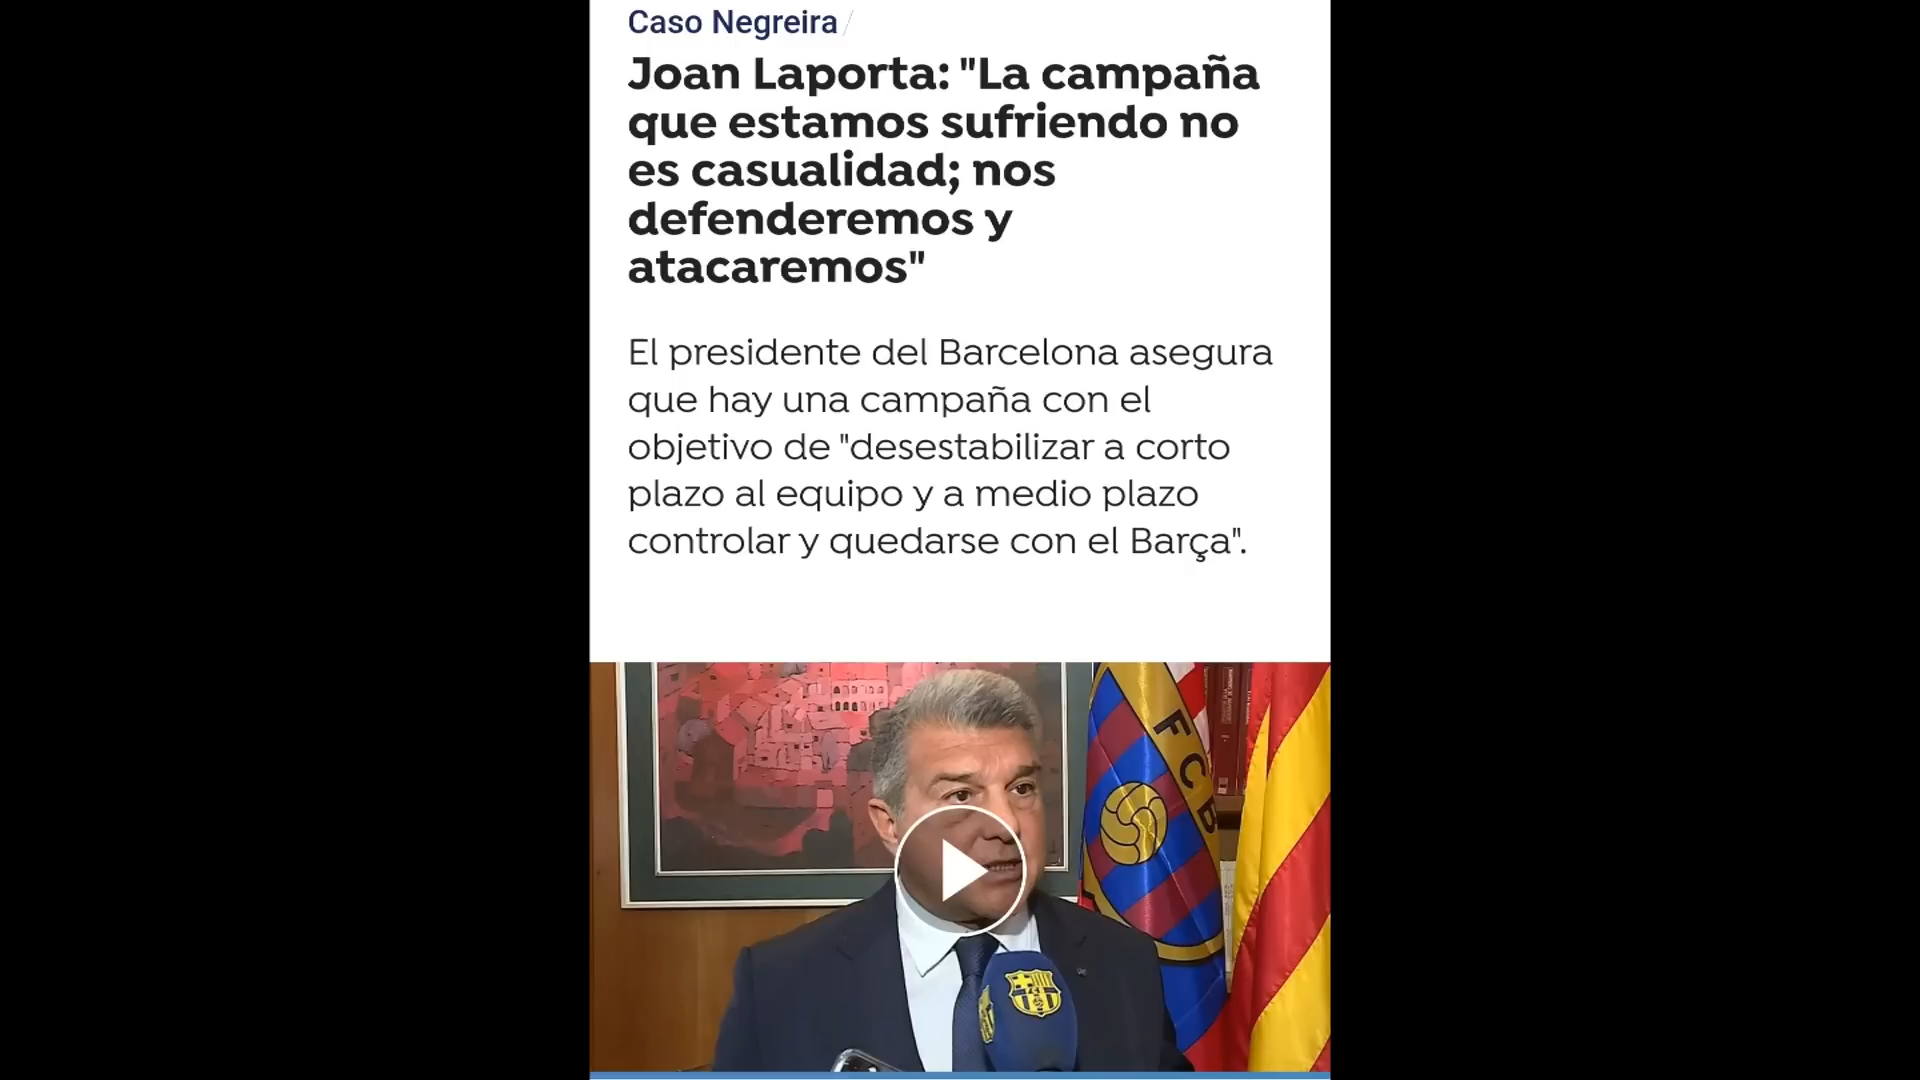 Caso Negreira /
Joan Laporta: "La campaña
que estamos sufriendo no
es casualidad; nos
defenderemos y
atacaremos"
El presidente del Barcelona asegura
que hay una campaña con el
objetivo de "desestabilizar a corto
plazo al equipo y a medio plazo
controlar y quedarse con el Barça".
FCB